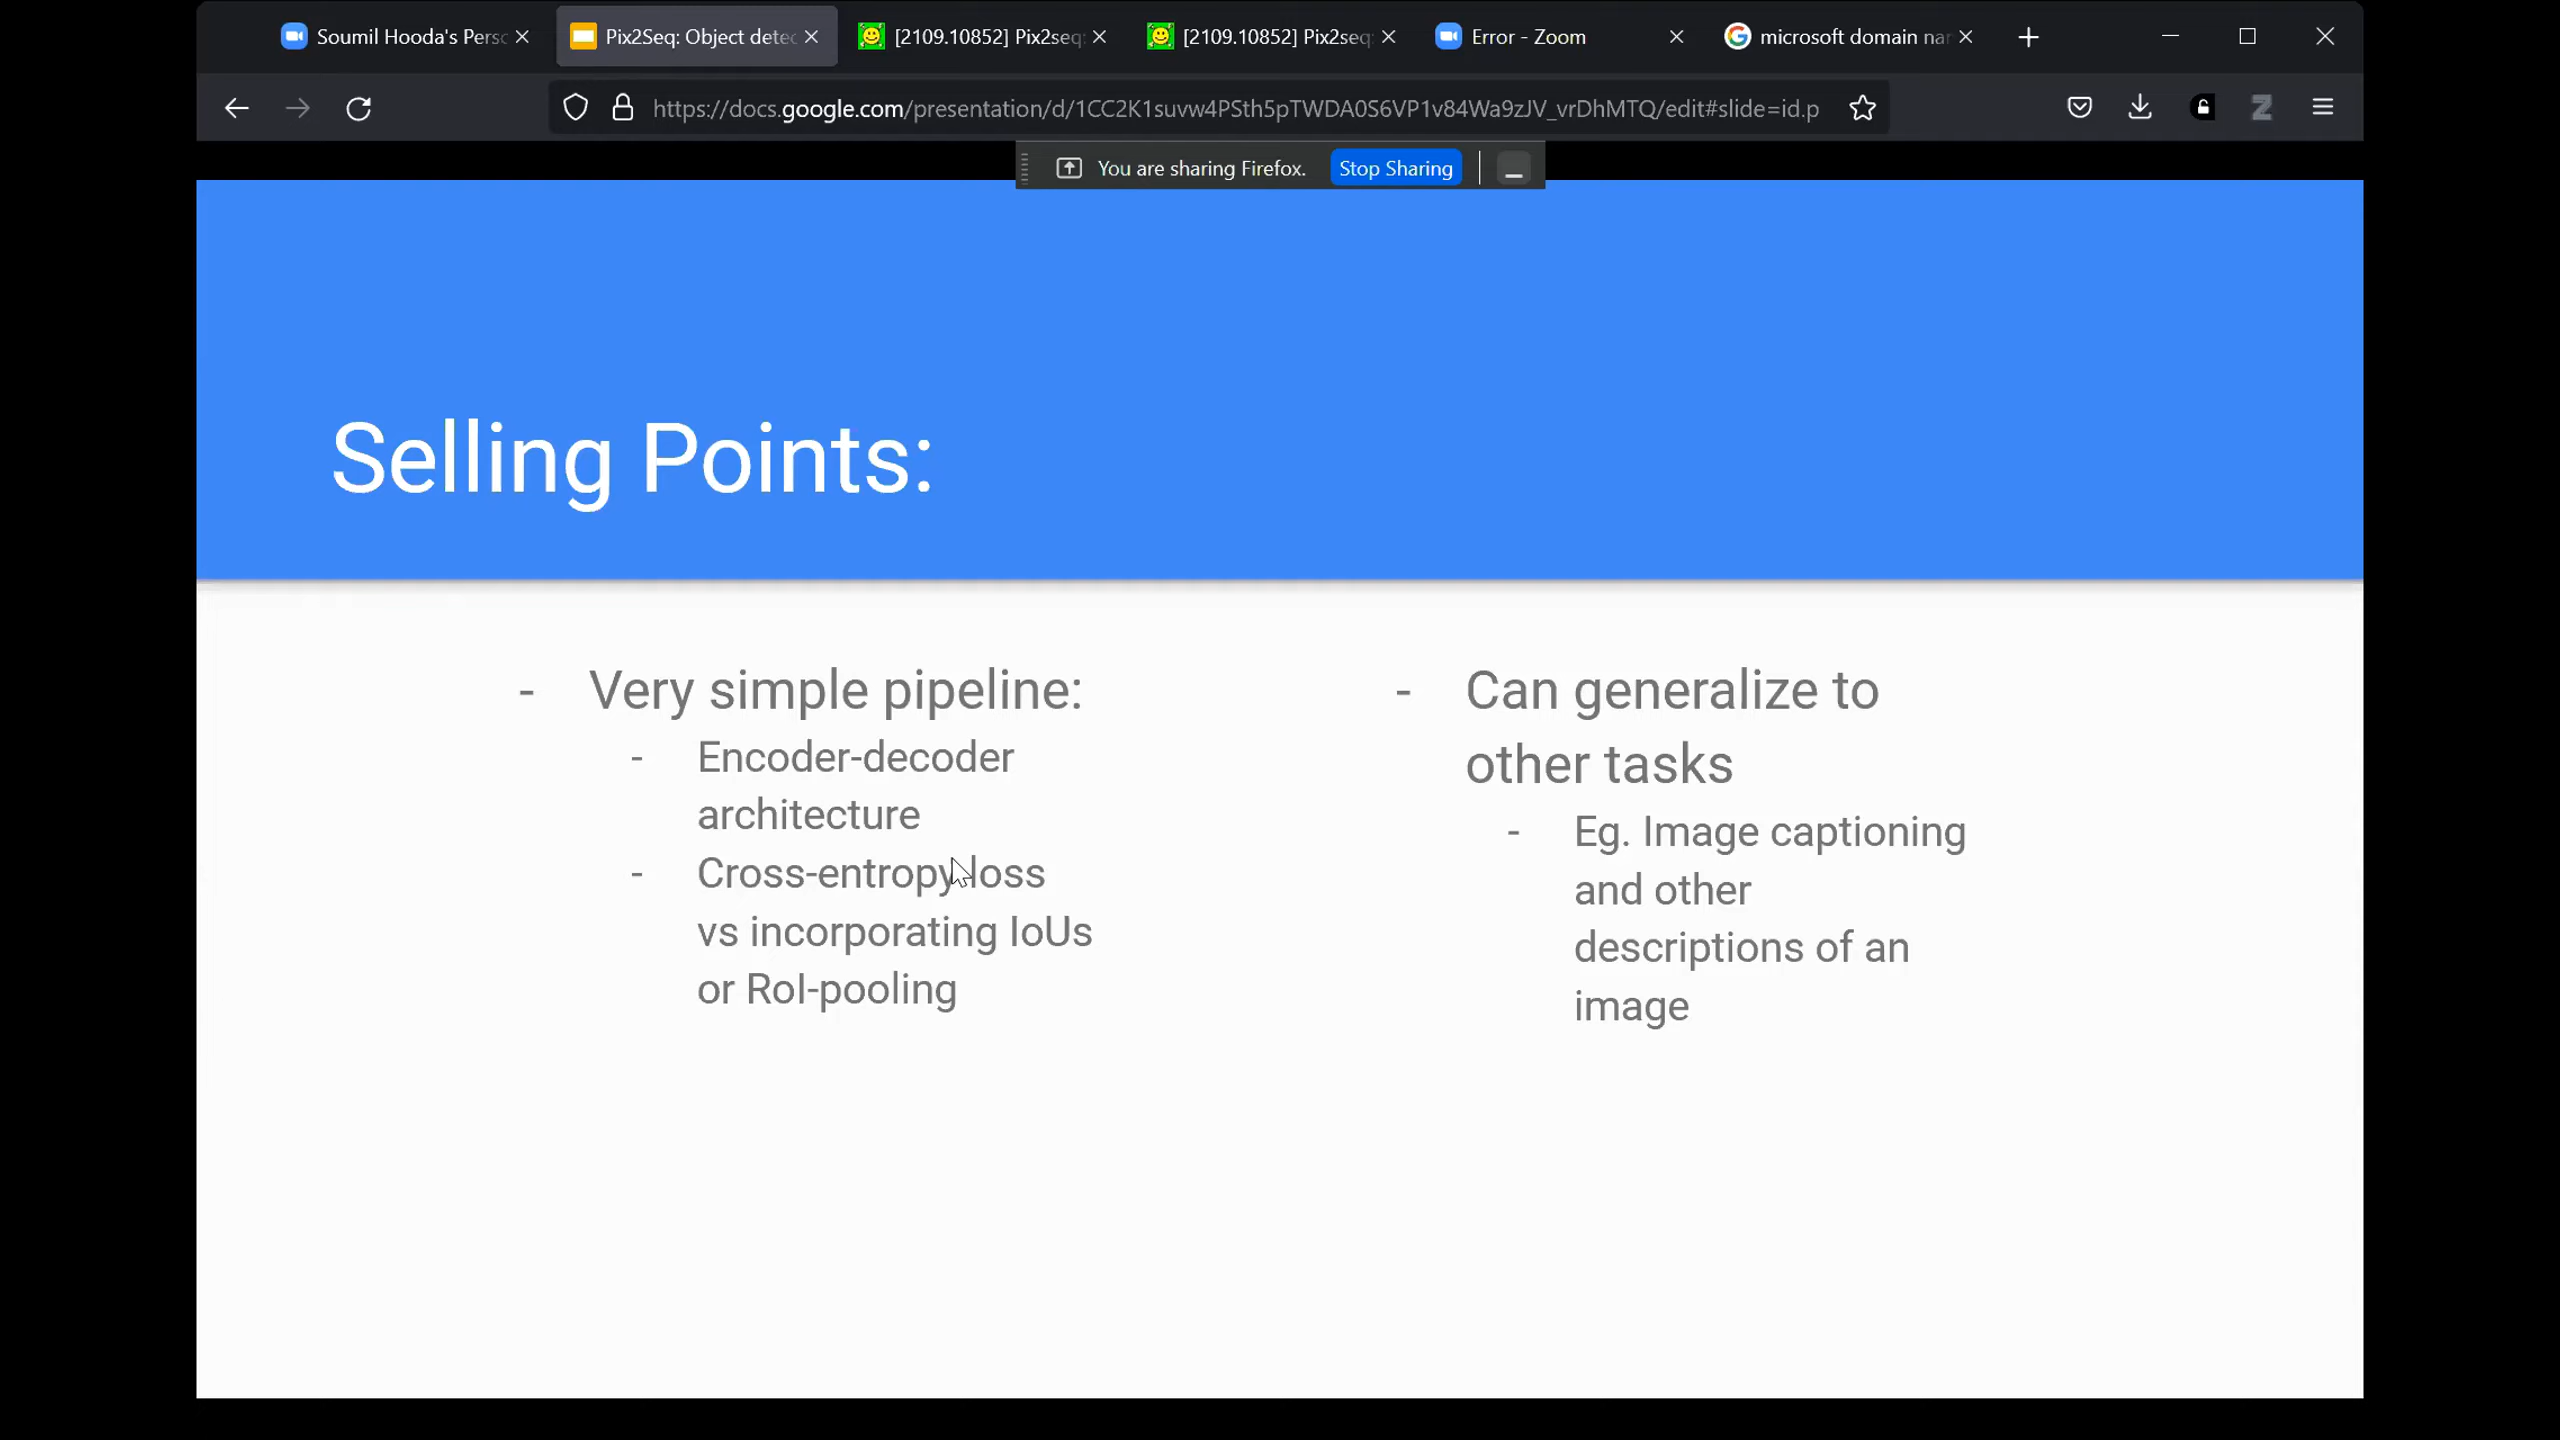 Soumil Hooda's Perso
Pix2Seq: Object detec
[2109.10852] Pix2seq:
[2109.10852] Pix2seq:
Error - Zoom
microsoft domain nar
https://docs.google.com/presentation/d/1CC2K1suvw4PSth5pTWDA0S6VP1v84Wa9zJV_vrDhMTQ/edit#slide=id.p
You are sharing Firefox.
Stop Sharing
Selling Points:
- Very simple pipeline:
- Encoder-decoder
architecture
- Cross-entropy loss
vs incorporating IoUs
or RoI-pooling
- Can generalize to
other tasks
- Eg. Image captioning
and other
descriptions of an
image